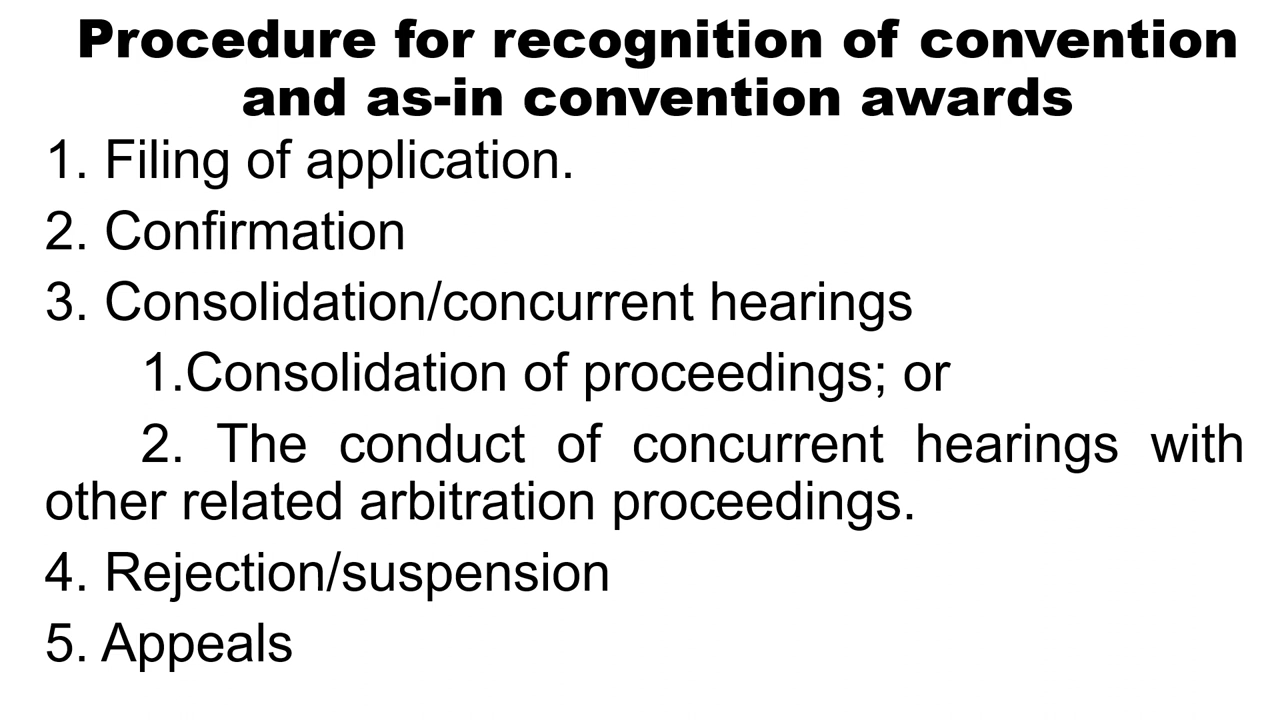 Procedure for recognition of convention
and as-in convention awards
1. Filing of application.
2. Confirmation
3. Consolidation/concurrent hearings
1.Consolidation of proceedings; or
2. The conduct of concurrent hearings with
other related arbitration proceedings.
4. Rejection/suspension
5. Appeals